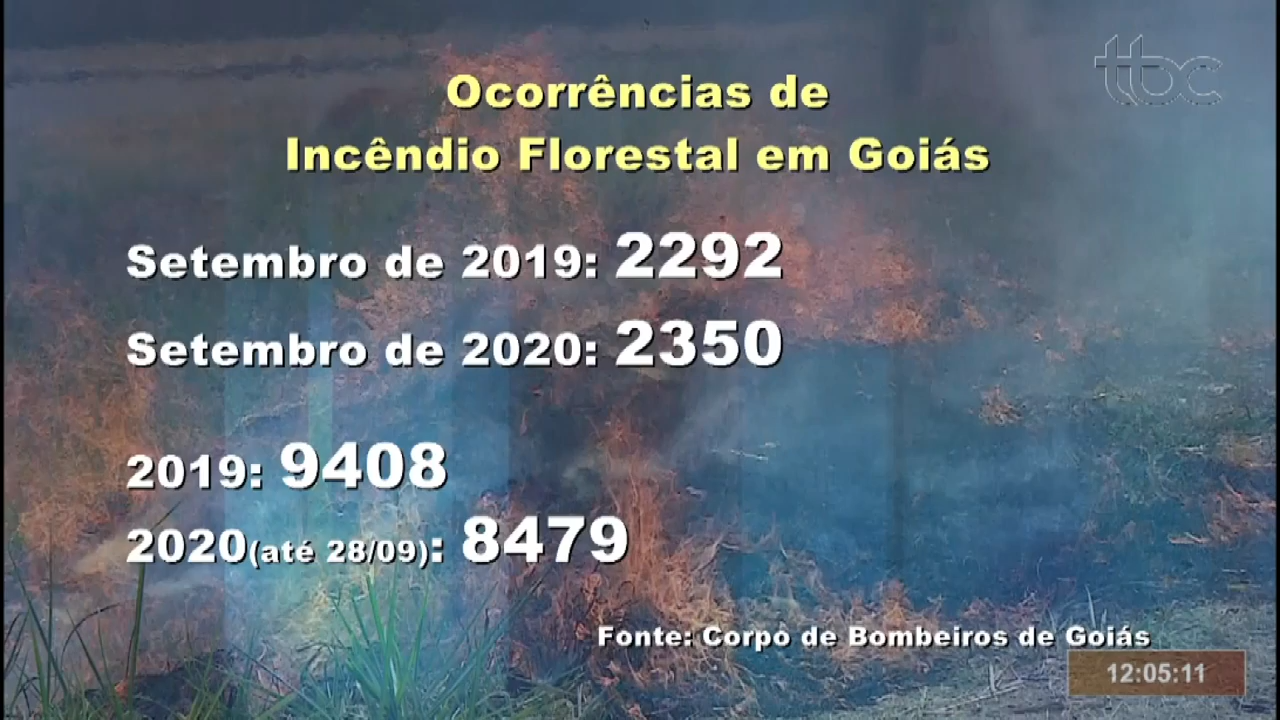 ttbc
Ocorrências de
Incêndio Florestal em Goiás
Setembro de 2019: 2292
Setembro de 2020: 2350
2019: 9408
2020(até 28/09): 8479
Fonte: Corpo de Bombeiros de Goiás
12:05:11